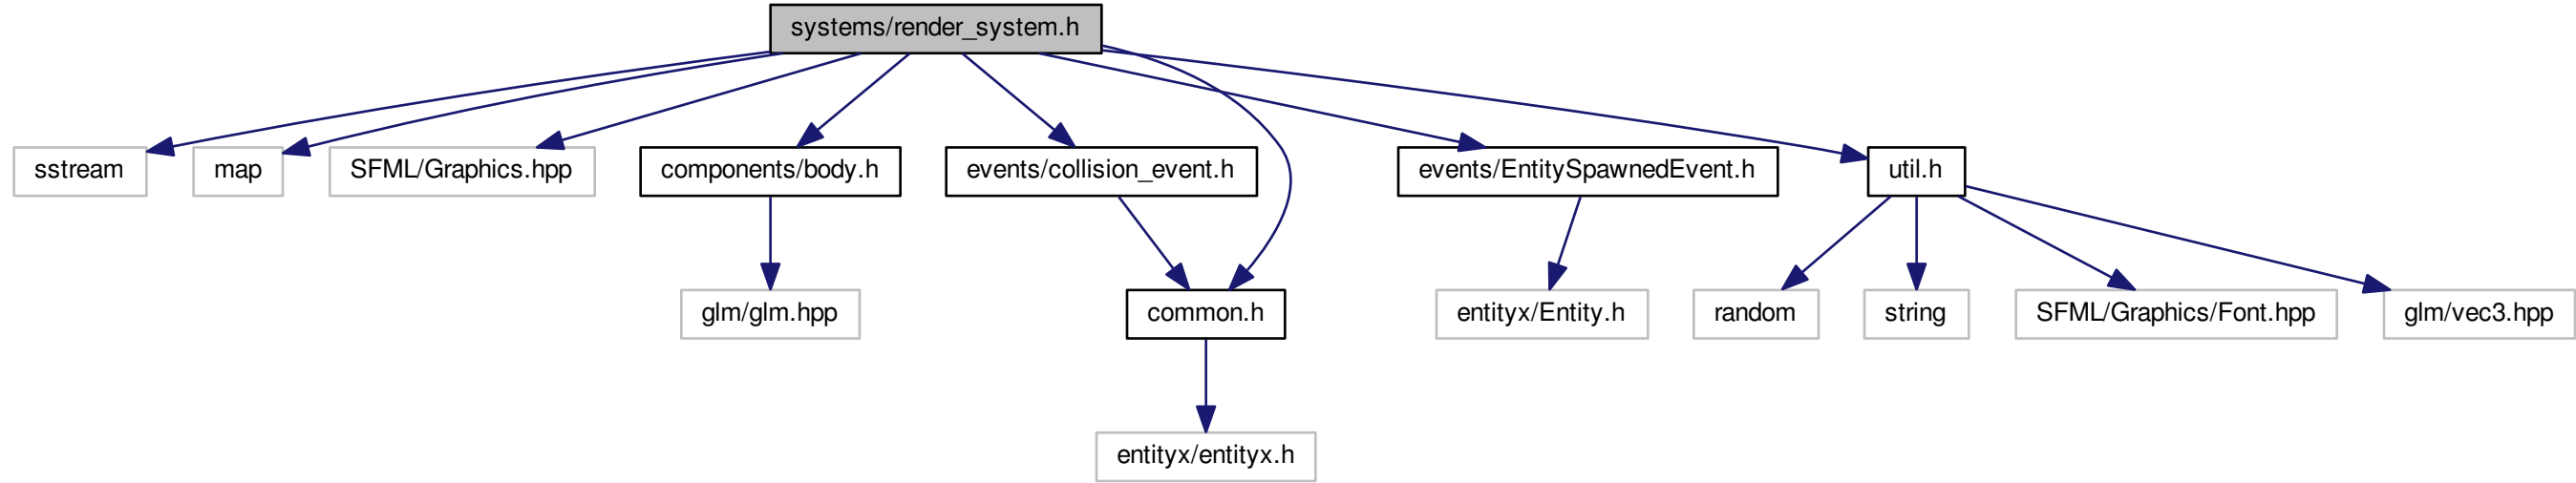 systems/render_system.h
sstream
map
SFML/Graphics.hpp
components/body.h
events/collision_event.h
events/EntitySpawnedEvent.h
util.h
glm/glm.hpp
common.h
entityx/Entity.h
random
string
SFML/Graphics/Font.hpp
glm/vec3.hpp
entityx/entityx.h